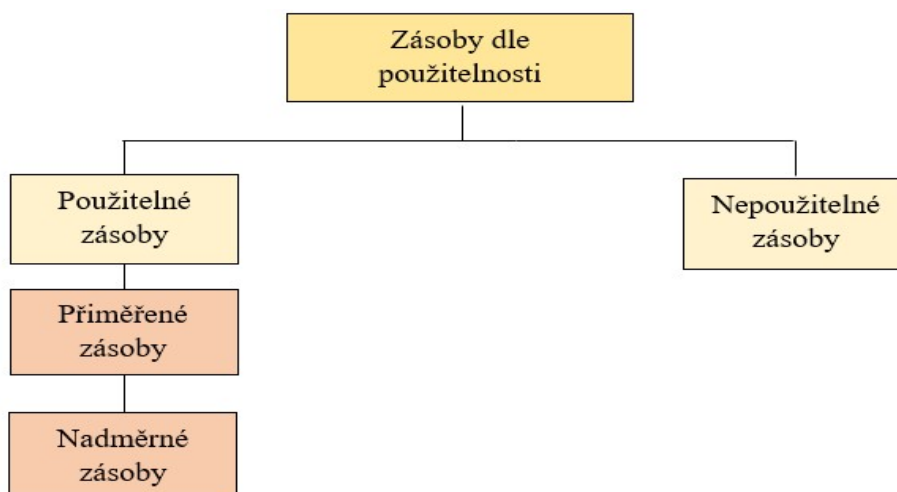 Zásoby dle
použitelnosti
Použitelné
zásoby
Nepoužitelné
zásoby
Přiměřené
zásoby
Nadměrné
zásoby